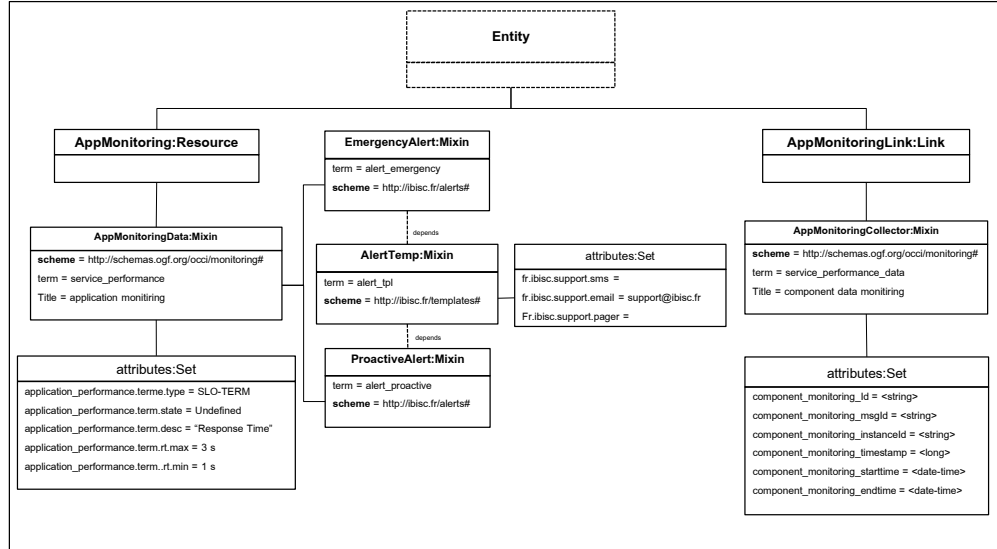 Entity
AppMonitoring:Resource
AppMonitoringData:Mixin
scheme = http://schemas.ogf.org/occi/monitoring#
term = service_performance
Title = application monitiring
attributes:Set
application_performance.terme.type = SLO-TERM
application_performance.term.state = Undefined
application_performance.term.desc = “Response Time”
application_performance.term.rt.max = 3 s
application_performance.term..rt.min = 1 s
EmergencyAlert:Mixin
term = alert_emergency
scheme = http://ibisc.fr/alerts#
depends
AlertTemp:Mixin
term = alert_tpl
scheme = http://ibisc.fr/templates#
depends
ProactiveAlert:Mixin
term = alert_proactive
scheme = http://ibisc.fr/alerts#
attributes:Set
fr.ibisc.support.sms =
fr.ibisc.support.email = support@ibisc.fr
Fr.ibisc.support.pager =
AppMonitoringLink:Link
AppMonitoringCollector:Mixin
scheme = http://schemas.ogf.org/occi/monitoring#
term = service_performance_data
Title = component data monitiring
attributes:Set
component_monitoring_Id = <string>
component_monitoring_msgId = <string>
component_monitoring_instanceId = <string>
component_monitoring_timestamp = <long>
component_monitoring_starttime = <date-time>
component_monitoring_endtime = <date-time>